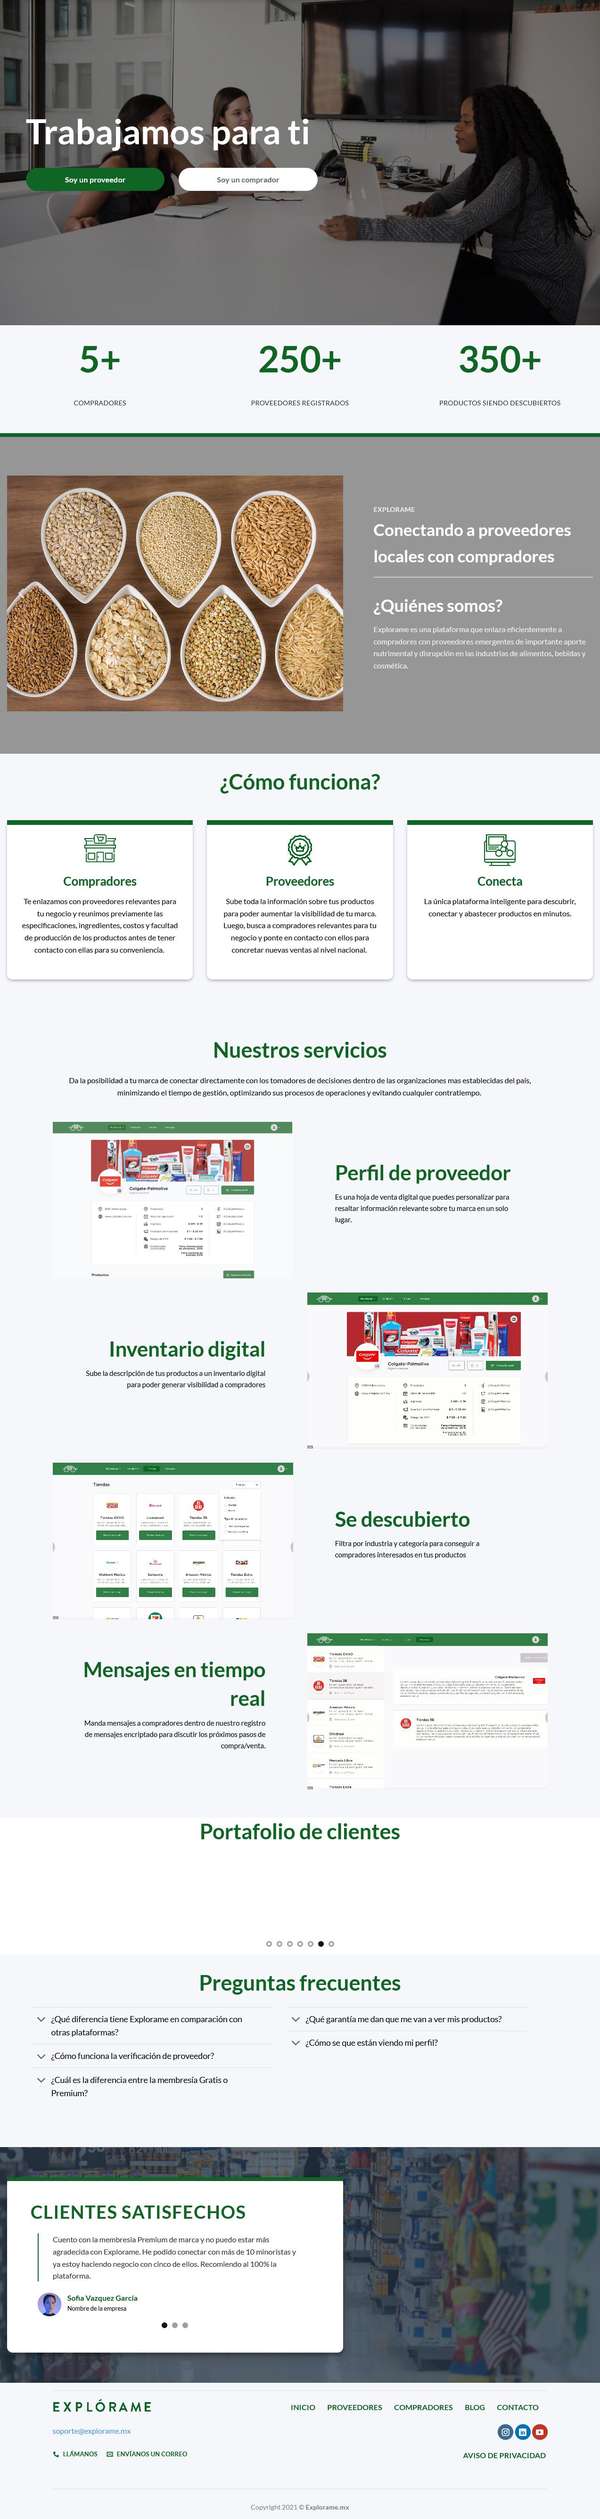 Trabajamos para ti
Soy un proveedor
Soy un comprador
5+
COMPRADORES
250+
PROVEEDORES REGISTRADOS
350+
PRODUCTOS SIENDO DESCUBIERTOS
EXPLORAME
Conectando a proveedores
locales con compradores
¿Quiénes somos?
Explorame es una plataforma que enlaza eficientemente a
compradores con proveedores emergentes de importante aporte
nutrimental y disrupción en las industrias de alimentos, bebidas y
cosmética.
¿Cómo funciona?
Compradores
Te enlazamos con proveedores relevantes para
tu negocio y reunimos previamente las
especificaciones, ingredientes, costos y facultad
de producción de los productos antes de tener
contacto con ellas para su conveniencia.
Proveedores
Sube toda la información sobre tus productos
para poder aumentar la visibilidad de tu marca.
Luego, busca a compradores relevantes para tu
negocio y ponte en contacto con ellos para
concretar nuevas ventas al nivel nacional.
Conecta
La única plataforma inteligente para descubrir,
conectar y abastecer productos en minutos.
Nuestros servicios
Da la posibilidad a tu marca de conectar directamente con los tomadores de decisiones dentro de las organizaciones mas establecidas del país,
minimizando el tiempo de gestión, optimizando sus procesos de operaciones y evitando cualquier contratiempo.
Colgate-Palmolive
Productos
Perfil de proveedor
Es una hoja de venta digital que puedes personalizar para
resaltar información relevante sobre tu marca en un solo
lugar.
Inventario digital
Sube la descripción de tus productos a un inventario digital
para poder generar visibilidad a compradores
Colgate
Colgate-Palmolive
Tiendas
Se descubierto
Filtra por industria y categoría para conseguir a
compradores interesados en tus productos
Mensajes en tiempo
real
Manda mensajes a compradores dentro de nuestro registro
de mensajes encriptado para discutir los próximos pasos de
compra/venta.
Portafolio de clientes
Preguntas frecuentes
¿Qué diferencia tiene Explorame en comparación con
otras plataformas?
¿Cómo funciona la verificación de proveedor?
¿Cuál es la diferencia entre la membresía Gratis o
Premium?
¿Qué garantía me dan que me van a ver mis productos?
¿Cómo se que están viendo mi perfil?
CLIENTES SATISFECHOS
Cuento con la membresía Premium de marca y no puedo estar más
agradecida con Explorame. He podido conectar con más de 10 minoristas y
ya estoy haciendo negocio con cinco de ellos. Recomiendo al 100% la
plataforma.
Sofia Vazquez Garcia
Nombre de la empresa
EXPLÓRAME
soporte@explorame.mx
LLÁMANOS
ENVÍANOS UN CORREO
INICIO
PROVEEDORES
COMPRADORES
BLOG
CONTACTO
AVISO DE PRIVACIDAD
Copyright 2021 © Explorame.mx